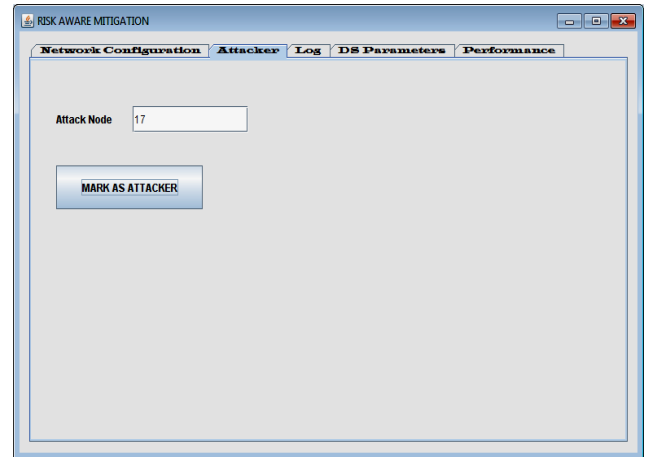 RISK AWARE MITIGATION
Network Configuration Attacker Log DS Parameters Performance
Attack Node 17
MARK AS ATTACKER